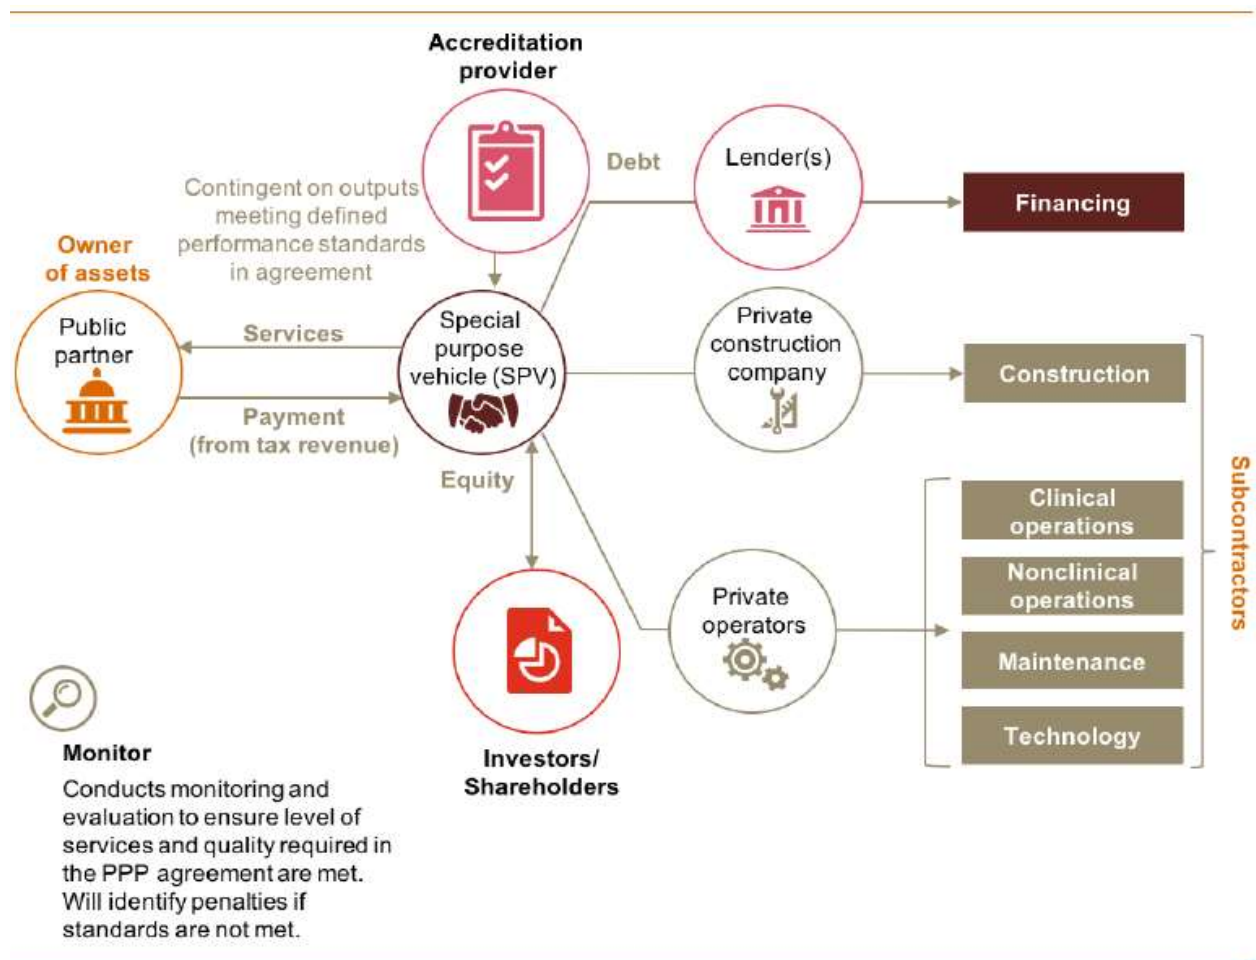 Accreditation
provider
Debt
Lender(s)
Financing
Contingent on outputs
meeting defined
performance standards
in agreement
Owner
of assets
Public
partner
Services
Payment
(from tax revenue)
Special
purpose
vehicle (SPV)
Private
construction
company
Construction
Equity
Clinical
operations
Nonclinical
operations
Maintenance
Technology
Subcontractors
Private
operators
Investors/
Shareholders
Monitor
Conducts monitoring and
evaluation to ensure level of
services and quality required in
the PPP agreement are met.
Will identify penalties if
standards are not met.